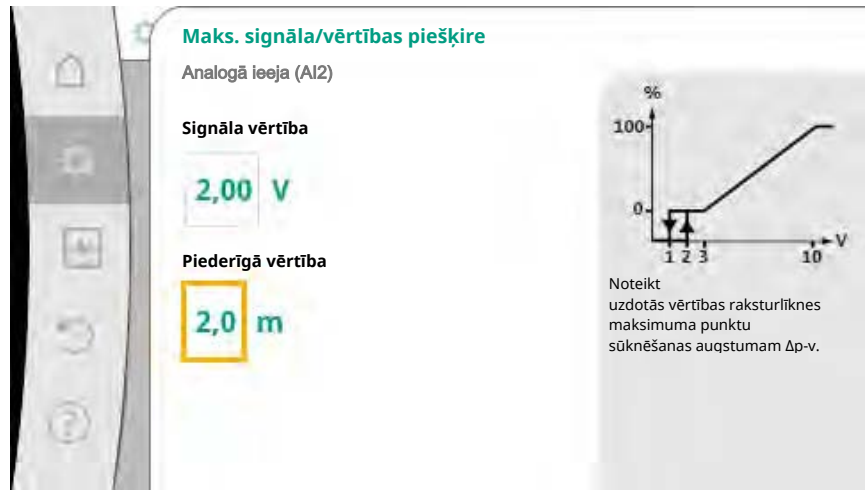 Maks. signāla/vērtības piešķire
Analogā ieeja (AI2)
Signāla vērtība
2,00 V
Piederīgā vērtība
2,0 m
%
100
0
1 2 3 10 V
Noteikt
uzdotās vērtības raksturlīknes
maksimuma punktu
sūknēšanas augstumam Δp-v.